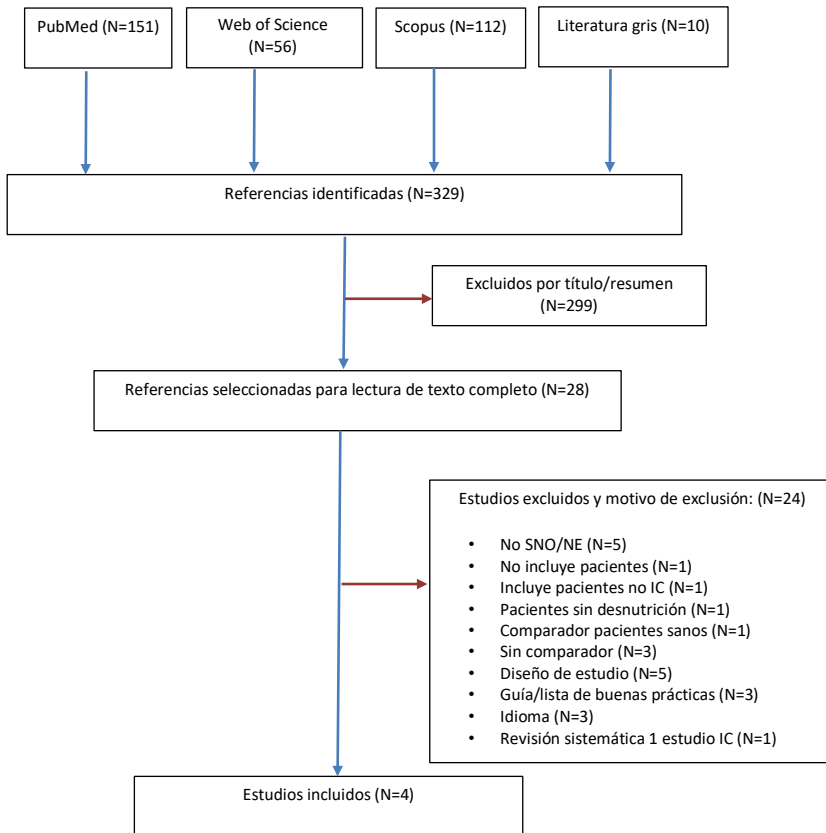 PubMed (N=151)
Web of Science
(N=56)
Scopus (N=112)
Literatura gris (N=10)
Referencias identificadas (N=329)
Excluidos por título/resumen
(N=299)
Referencias seleccionadas para lectura de texto completo (N=28)
Estudios excluidos y motivo de exclusión: (N=24)
• No SNO/NE (N=5)
• No incluye pacientes (N=1)
• Incluye pacientes no IC (N=1)
• Pacientes sin desnutrición (N=1)
• Comparador pacientes sanos (N=1)
• Sin comparador (N=3)
• Diseño de estudio (N=5)
• Guía/lista de buenas prácticas (N=3)
• Idioma (N=3)
• Revisión sistemática 1 estudio IC (N=1)
Estudios incluidos (N=4)